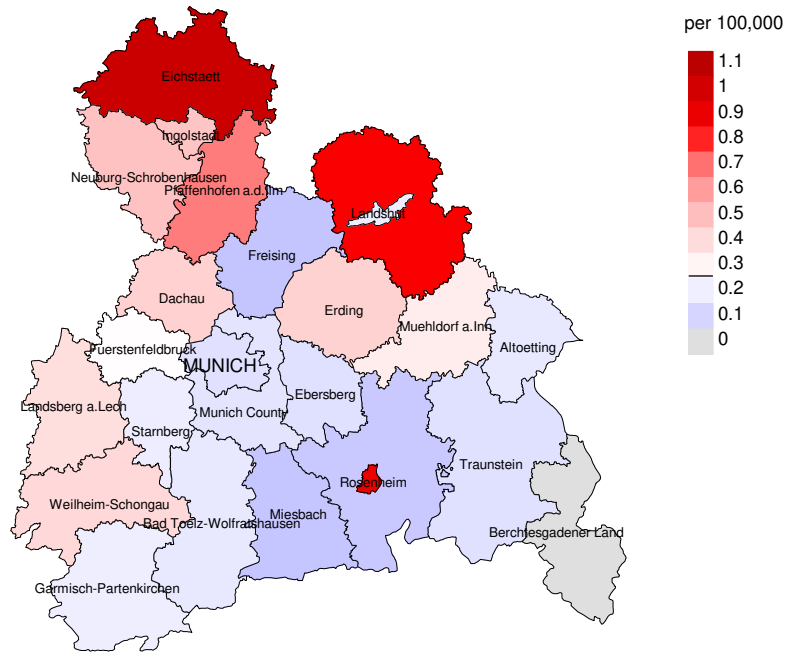 per 100,000
1.1
1
0.9
0.8
0.7
0.6
0.5
0.4
0.3
0.2
0.1
0
Eichstaett
Ingolstadt
Neuburg-Schrobenhausen
Pfaffenhofen a.d.Ilm
Landshut
Freising
Dachau
Erding
Muehldorf a.Inn
Altoetting
Fuerstenfeldbruck
MUNICH
Ebersberg
Landsberg a.Lech
Munich County
Starnberg
Traunstein
Rosenheim
Weilheim-Schongau
Miesbach
Bad Toelz-Wolfratshausen
Berchtesgadener Land
Garmisch-Partenkirchen